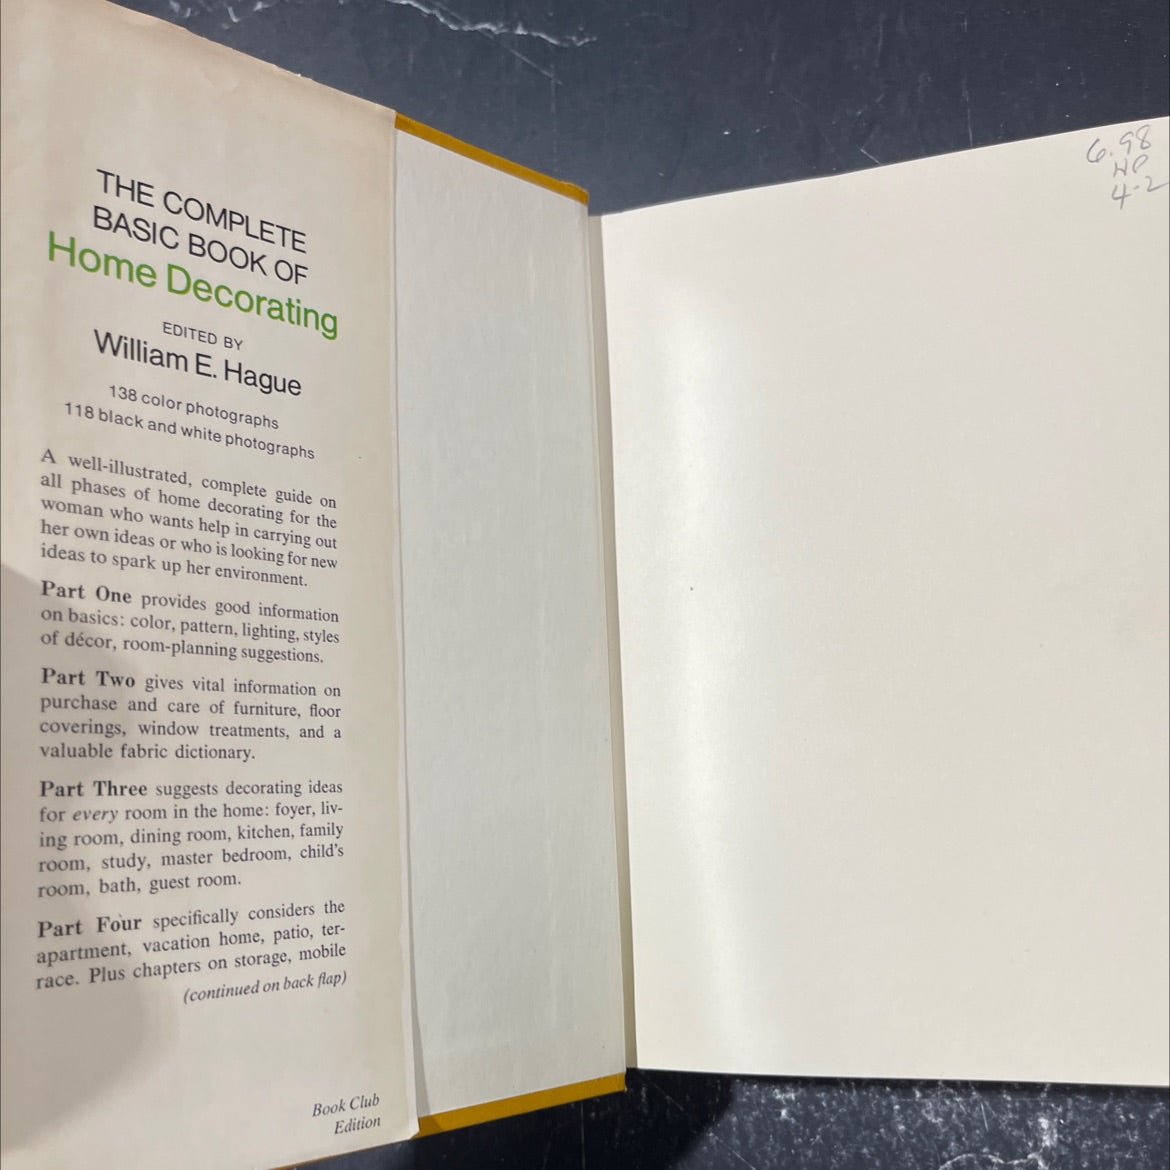 THE COMPLETE
BASIC BOOK OF
Home Decorating
EDITED BY
William E. Hague
138 color photographs
118 black and white photographs
A well-illustrated, complete guide on
all phases of home decorating for the
woman who wants help in carrying out
her own ideas or who is looking for new
ideas to spark up her environment.
Part One provides good information
on basics: color, pattern, lighting, styles
of décor, room-planning suggestions.
Part Two gives vital information on
purchase and care of furniture, floor
coverings, window treatments, and a
valuable fabric dictionary.
Part Three suggests decorating ideas
for every room in the home: foyer, liv-
ing room, dining room, kitchen, family
room, study, master bedroom, child's
room, bath, guest room.
Part Four specifically considers the
apartment, vacation home, patio, ter-
race. Plus chapters on storage, mobile
(continued on back flap)
Book Club
Edition
6.98
HP
4-2